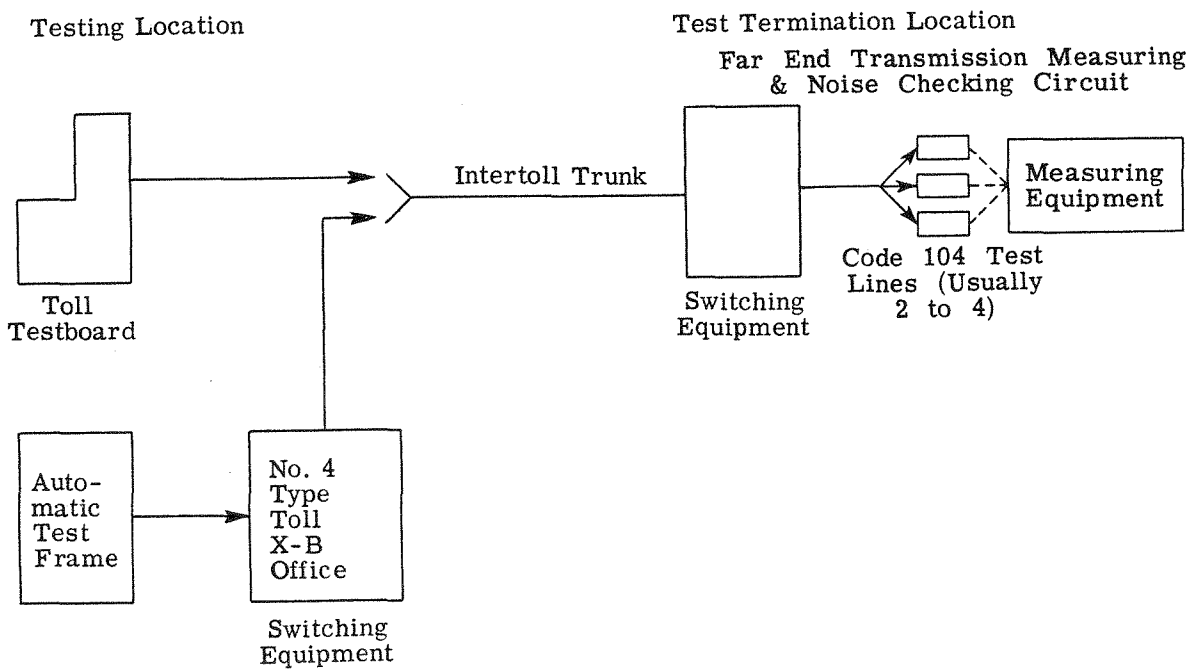 Testing Location
Test Termination Location
Far End Transmission Measuring
& Noise Checking Circuit
Toll
Testboard
Intertoll Trunk
Switching
Equipment
Code 104 Test
Lines (Usually
2 to 4)
Measuring
Equipment
Auto-
matic
Test
Frame
No. 4
Type
Toll
X-B
Office
Switching
Equipment